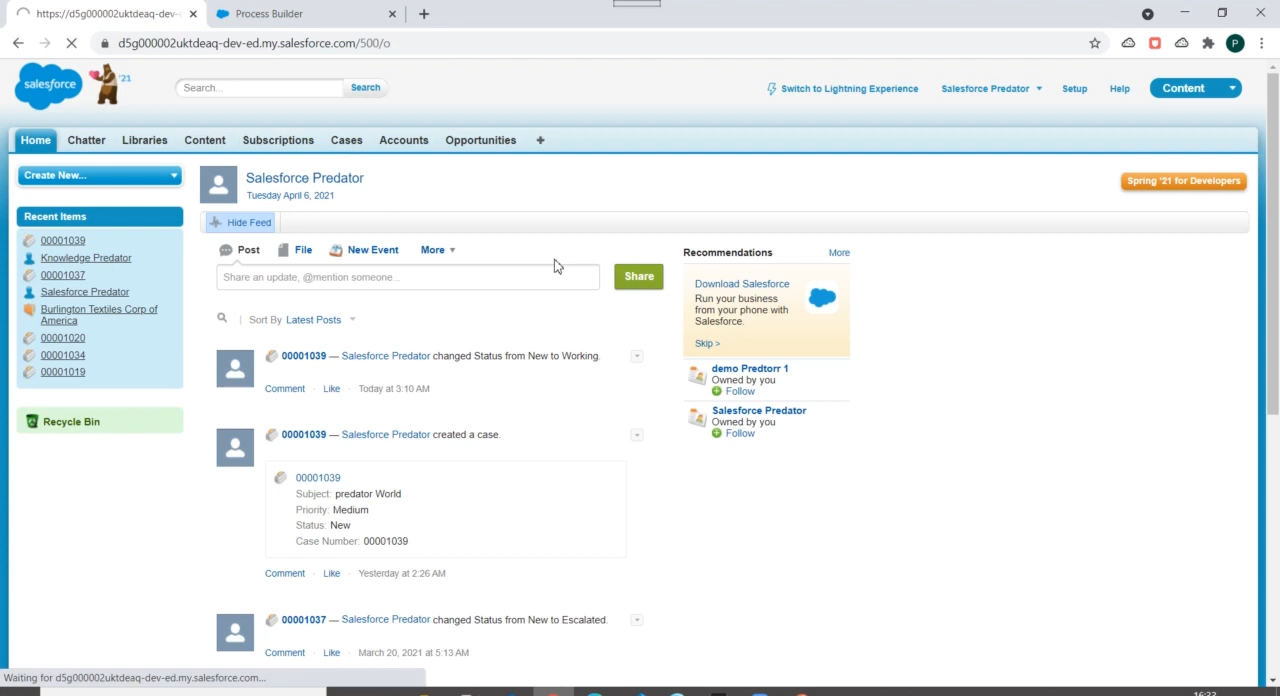 https://d5g000002uktdeaq-dev-
Process Builder
d5g000002uktdeaq-dev-ed.my.salesforce.com/500/o
P
salesforce
'21
Search...
Search
Switch to Lightning Experience
Salesforce Predator
Setup
Help
Content
Home
Chatter
Libraries
Content
Subscriptions
Cases
Accounts
Opportunities
Create New...
Salesforce Predator
Tuesday April 6, 2021
Spring '21 for Developers
Recent Items
00001039
Knowledge Predator
00001037
Salesforce Predator
Burlington Textiles Corp of
America
00001020
00001034
00001019
Recycle Bin
Hide Feed
Post
File
New Event
More
Share an update, @mention someone...
Share
Sort By Latest Posts
00001039 — Salesforce Predator changed Status from New to Working.
Comment · Like · Today at 3:10 AM
00001039 — Salesforce Predator created a case.
00001039
Subject: predator World
Priority: Medium
Status: New
Case Number: 00001039
Comment · Like · Yesterday at 2:26 AM
00001037 — Salesforce Predator changed Status from New to Escalated.
Comment · Like · March 20, 2021 at 5:13 AM
Recommendations
More
Download Salesforce
Run your business
from your phone with
Salesforce.
Skip >
demo Predtorr 1
Owned by you
Follow
Salesforce Predator
Owned by you
Follow
Waiting for d5g000002uktdeaq-dev-ed.my.salesforce.com...